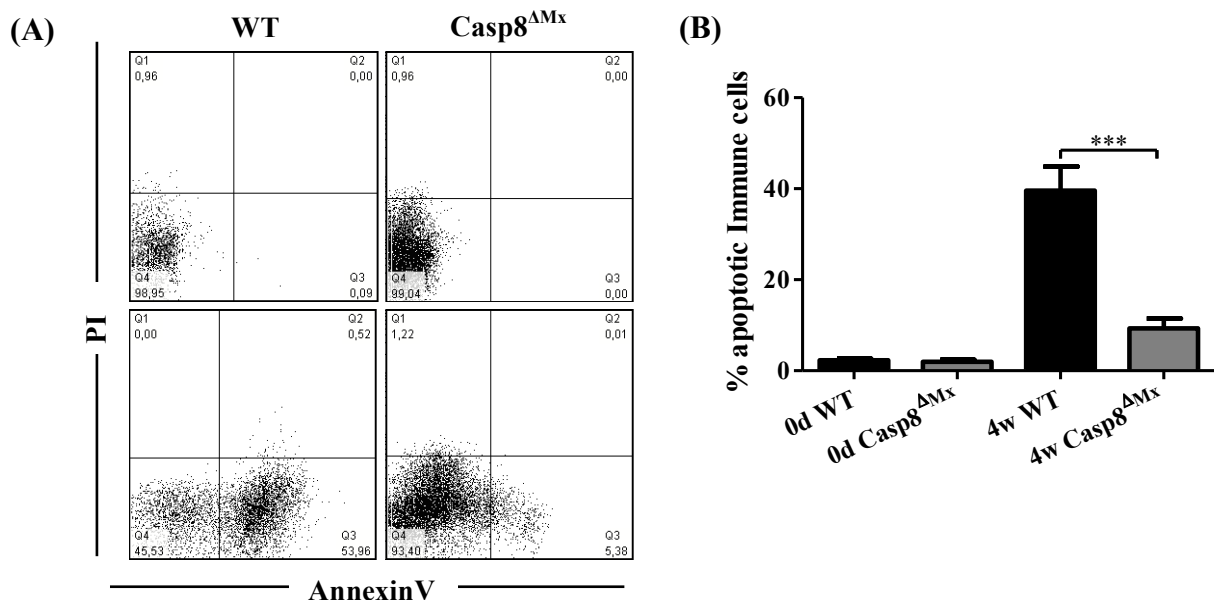 (A)
WT
Casp8ΔMx
Q1
0,96
Q2
0,00
Q4
98,95
Q3
0,09
Q1
0,96
Q2
0,00
Q4
99,04
Q3
0,00
Q1
0,00
Q2
0,52
Q4
45,53
Q3
53,96
Q1
1,22
Q2
0,01
Q4
93,40
Q3
5,38
PI
AnnexinV
(B)
% apoptotic Immune cells
60
40
20
0
***
0d WT
0d Casp8ΔMx
4w WT
4w Casp8ΔMx